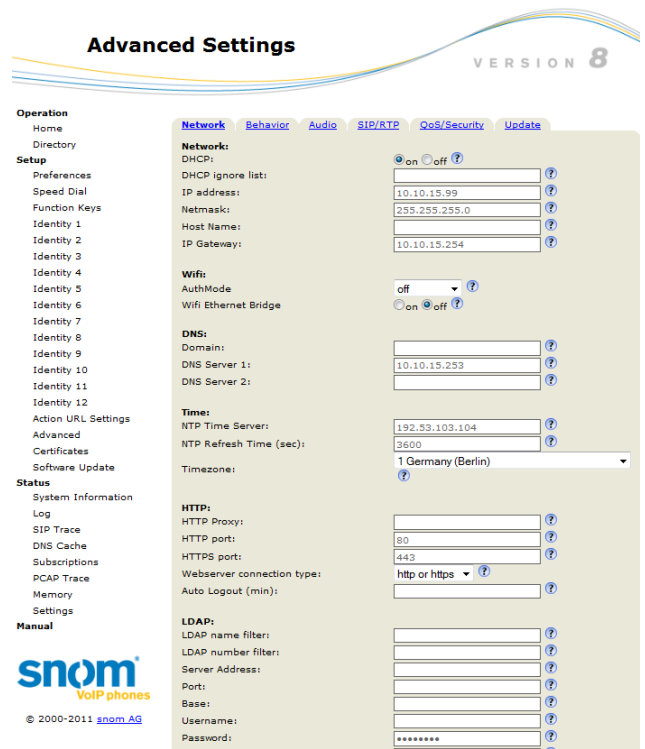 Advanced Settings
VERSION 8
Operation
Home
Directory
Setup
Preferences
Speed Dial
Function Keys
Identity 1
Identity 2
Identity 3
Identity 4
Identity 5
Identity 6
Identity 7
Identity 8
Identity 9
Identity 10
Identity 11
Identity 12
Action URL Settings
Advanced
Certificates
Software Update
Status
System Information
Log
SIP Trace
DNS Cache
Subscriptions
PCAP Trace
Memory
Settings
Manual
snom
VoIP phones
© 2000-2011 snom AG
Network Behavior Audio SIP/RTP QoS/Security Update
Network:
DHCP: on off ?
DHCP ignore list: ?
IP address: 10.10.15.99 ?
Netmask: 255.255.255.0 ?
Host Name: ?
IP Gateway: 10.10.15.254 ?
Wifi:
AuthMode off ?
Wifi Ethernet Bridge on off ?
DNS:
Domain: ?
DNS Server 1: 10.10.15.253 ?
DNS Server 2: ?
Time:
NTP Time Server: 192.53.103.104 ?
NTP Refresh Time (sec): 3600 ?
Timezone: 1 Germany (Berlin)
?
HTTP:
HTTP Proxy: ?
HTTP port: 80 ?
HTTPS port: 443 ?
Webserver connection type: http or https ?
Auto Logout (min): ?
LDAP:
LDAP name filter: ?
LDAP number filter: ?
Server Address: ?
Port: ?
Base: ?
Username: ?
Password: •••••••• ?